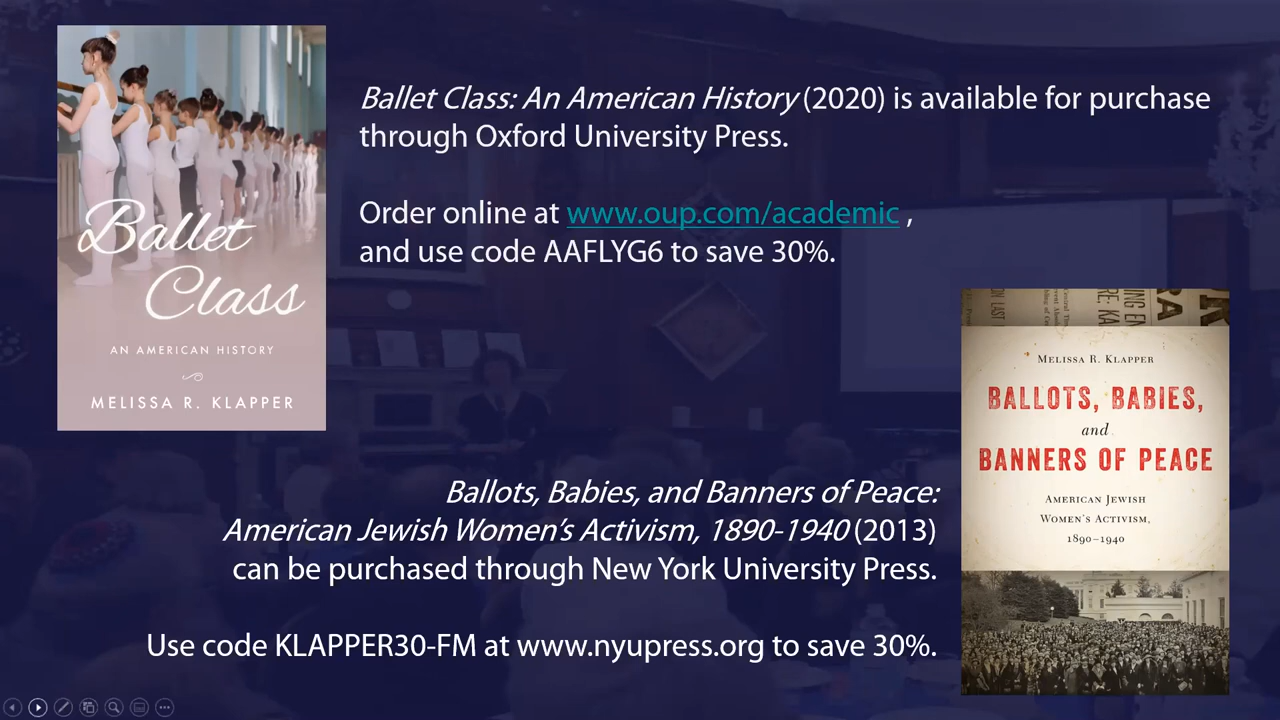 Ballet
Class
AN AMERICAN HISTORY
MELISSA R. KLAPPER
Ballet Class: An American History (2020) is available for purchase
through Oxford University Press.
Order online at www.oup.com/academic ,
and use code AAFLYG6 to save 30%.
MELISSA R. KLAPPER
BALLOTS, BABIES,
and
BANNERS OF PEACE
AMERICAN JEWISH
WOMEN'S ACTIVISM,
1890–1940
Ballots, Babies, and Banners of Peace:
American Jewish Women's Activism, 1890-1940 (2013)
can be purchased through New York University Press.
Use code KLAPPER30-FM at www.nyupress.org to save 30%.